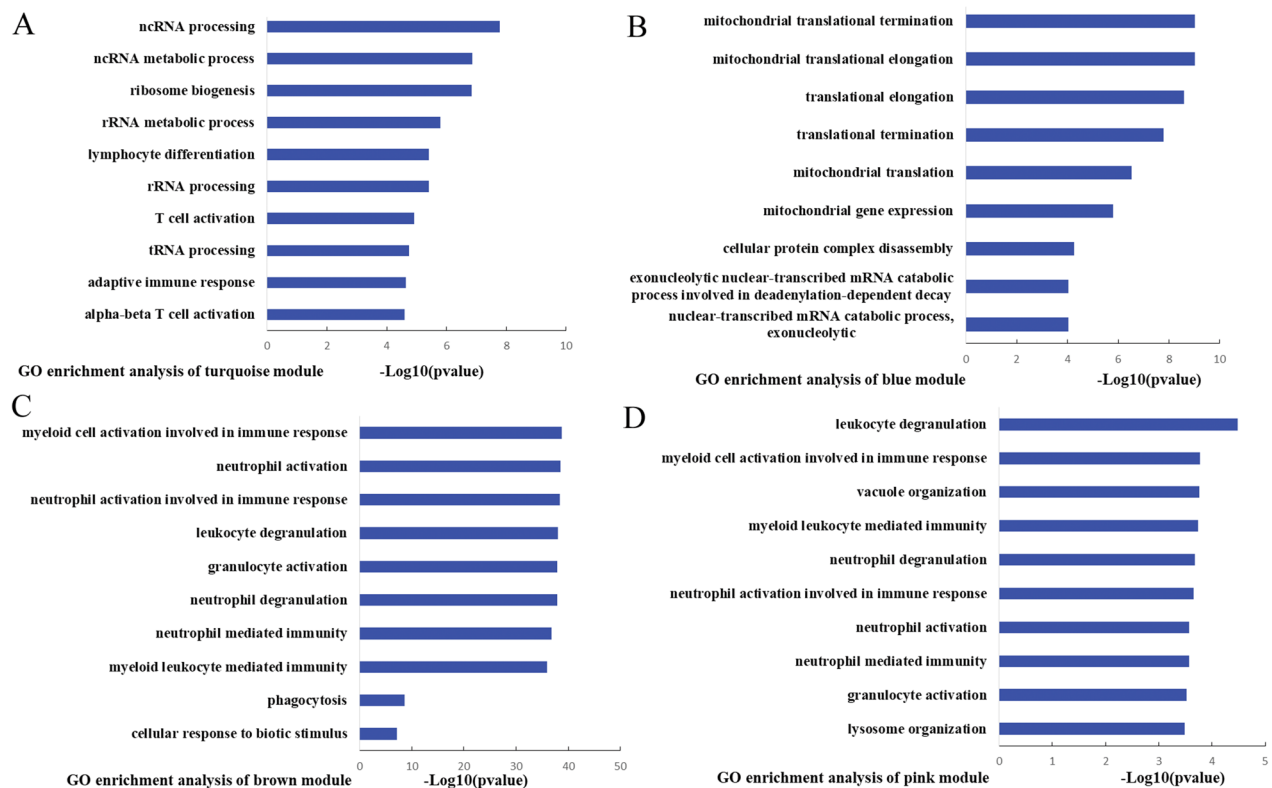 A
ncRNA processing
ncRNA metabolic process
ribosome biogenesis
rRNA metabolic process
lymphocyte differentiation
rRNA processing
T cell activation
tRNA processing
adaptive immune response
alpha-beta T cell activation
0 2 4 6 8 10
GO enrichment analysis of turquoise module -Log10(pvalue)
B
mitochondrial translational termination
mitochondrial translational elongation
translational elongation
translational termination
mitochondrial translation
mitochondrial gene expression
cellular protein complex disassembly
exonucleolytic nuclear-transcribed mRNA catabolic
process involved in deadenylation-dependent decay
nuclear-transcribed mRNA catabolic process,
exonucleolytic
0 2 4 6 8 10
GO enrichment analysis of blue module -Log10(pvalue)
C
myeloid cell activation involved in immune response
neutrophil activation
neutrophil activation involved in immune response
leukocyte degranulation
granulocyte activation
neutrophil degranulation
neutrophil mediated immunity
myeloid leukocyte mediated immunity
phagocytosis
cellular response to biotic stimulus
0 10 20 30 40 50
GO enrichment analysis of brown module -Log10(pvalue)
D
leukocyte degranulation
myeloid cell activation involved in immune response
vacuole organization
myeloid leukocyte mediated immunity
neutrophil degranulation
neutrophil activation involved in immune response
neutrophil activation
neutrophil mediated immunity
granulocyte activation
lysosome organization
0 1 2 3 4 5
GO enrichment analysis of pink module -Log10(pvalue)